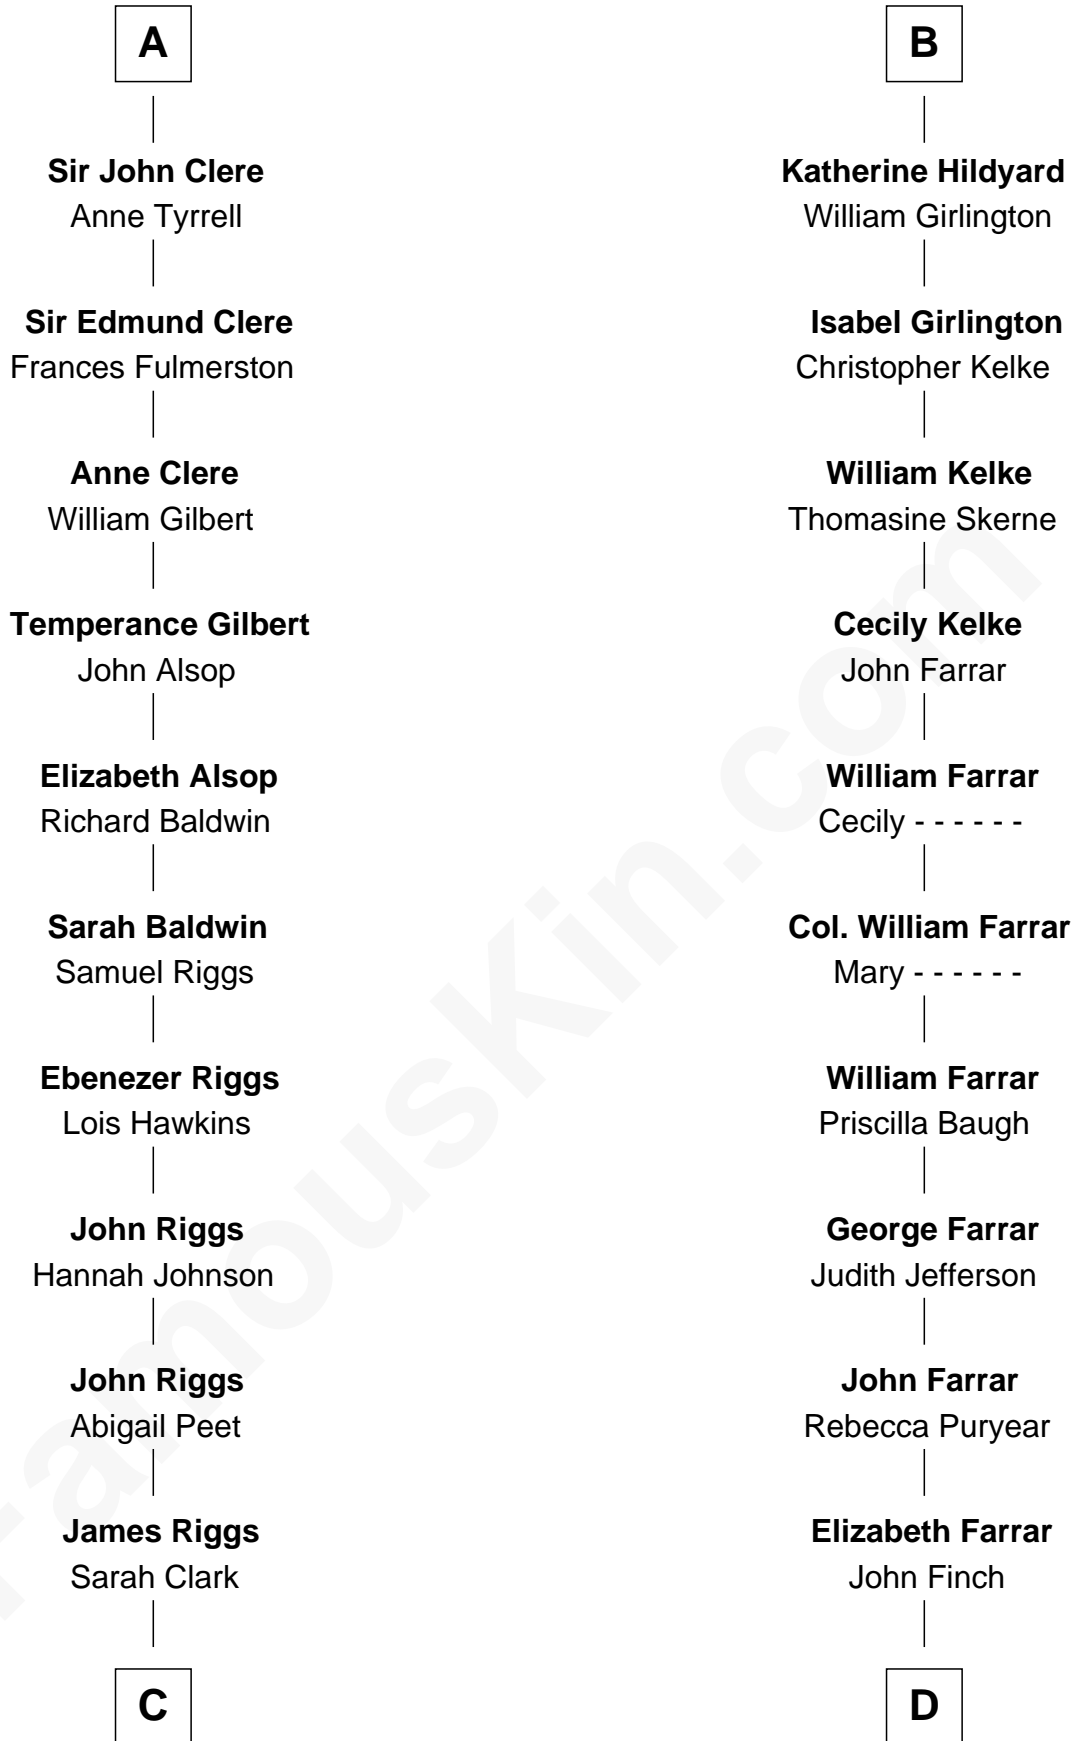 A
Sir John Clere
Anne Tyrrell
Sir Edmund Clere
Frances Fulmerston
Anne Clere
William Gilbert
Temperance Gilbert
John Alsop
Elizabeth Alsop
Richard Baldwin
Sarah Baldwin
Samuel Riggs
Ebenezer Riggs
Lois Hawkins
John Riggs
Hannah Johnson
John Riggs
Abigail Peet
James Riggs
Sarah Clark
C
B
Katherine Hildyard
William Girlington
Isabel Girlington
Christopher Kelke
William Kelke
Thomasine Skerne
Cecily Kelke
John Farrar
William Farrar
Cecily - - - - - -
Col. William Farrar
Mary - - - - - -
William Farrar
Priscilla Baugh
George Farrar
Judith Jefferson
John Farrar
Rebecca Puryear
Elizabeth Farrar
John Finch
D
FamousKin.com